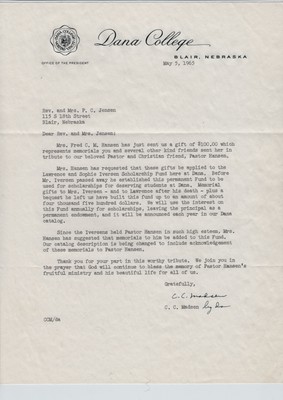 Dana College
BLAIR, NEBRASKA
OFFICE OF THE PRESIDENT
May 3, 1963
Rev. and Mrs. P. C. Jensen
113 S 18th Street
Blair, Nebraska
Dear Rev. and Mrs. Jensen:
Mrs. Fred C. M. Hansen has just sent us a gift of $200.00 which
represents memorials you and several other kind friends sent her in
tribute to our beloved Pastor and Christian friend, Pastor Hansen.
Mrs. Hansen has requested that these gifts be applied to the
Lawrence and Sophie Iversen Scholarship Fund here at Dana. Before
Mr. Iversen passed away he established this permanent fund to be
used for scholarships for deserving students at Dana. Memorial
gifts to Mrs. Iversen - and to Lawrence after his death - plus a
bequest he left us have built this fund up to an amount of about
four thousand five hundred dollars. We will use the interest on
this Fund annually for scholarships, leaving the principal as a
permanent endowment, and it will be announced each year in our Dana
catalog.
Since the Iversens held Pastor Hansen in such high esteem, Mrs.
Hansen has suggested that memorials to him be added to this Fund.
Our catalog description is being changed to include acknowledgment
of these memorials to Pastor Hansen.
Thank you for your part in this worthy tribute. We join you in
the prayer that God will continue to bless the memory of Pastor Hansen's
fruitful ministry and his beautiful life for all of us.
Gratefully,
C. C. Madsen
C. C. Madsen by
CCM/